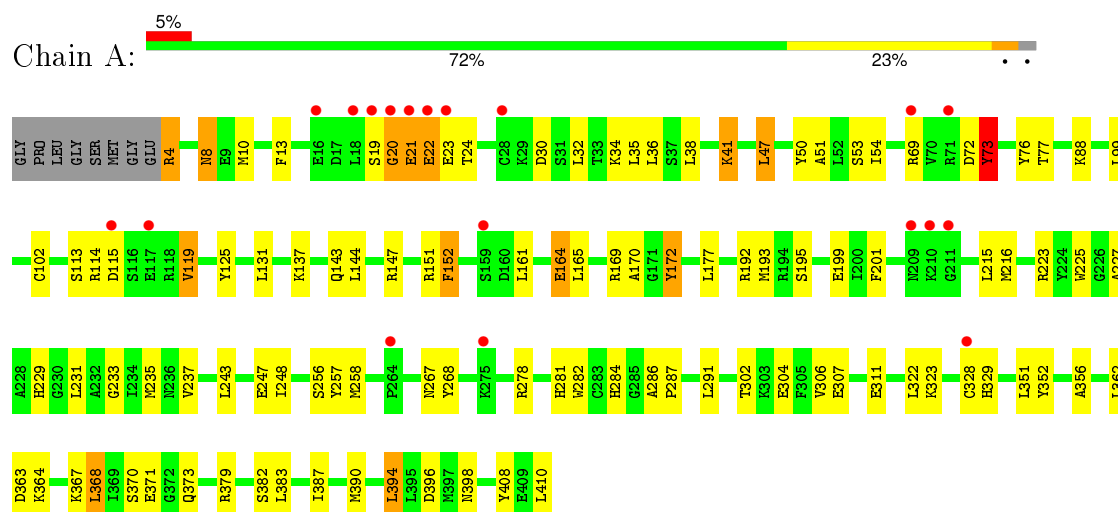 5%
Chain A:
72% 23% • •
GLY PRO LEU GLY SER MET GLY GLU R4 N8 E9 M10 F13 E16 D17 L18 S19 G20 E21 E22 E23 T24 C28 K29 D30 S31 L32 T33 K34 L35 L36 S37 L38 K41 L47 Y50 A51 L52 S53 I54 R69 V70 R71 D72 Y73 Y76 T77 K88 L99
C102 S113 R114 D115 S116 E117 R118 V119 Y125 L131 K137 Q143 L144 R147 R151 F152 S159 D160 L161 E164 L165 R169 A170 G171 Y172 L177 R192 M193 R194 S195 E199 I200 F201 N209 K210 G211 L215 M216 R223 Y224 W225 G226 A227
A228 H229 G230 L231 A232 G233 I234 M235 N236 V237 L243 E247 I248 S256 Y257 M258 P264 N267 Y268 K275 R278 H281 W282 C283 H284 G285 A286 P287 L291 T302 K303 E304 F305 V306 E307 E311 L322 K323 C328 H329 L351 Y352 A356 L362
D363 K364 K367 L368 I369 S370 E371 G372 Q373 R379 S382 L383 I387 M390 L394 L395 D396 M397 N398 Y408 E409 L410